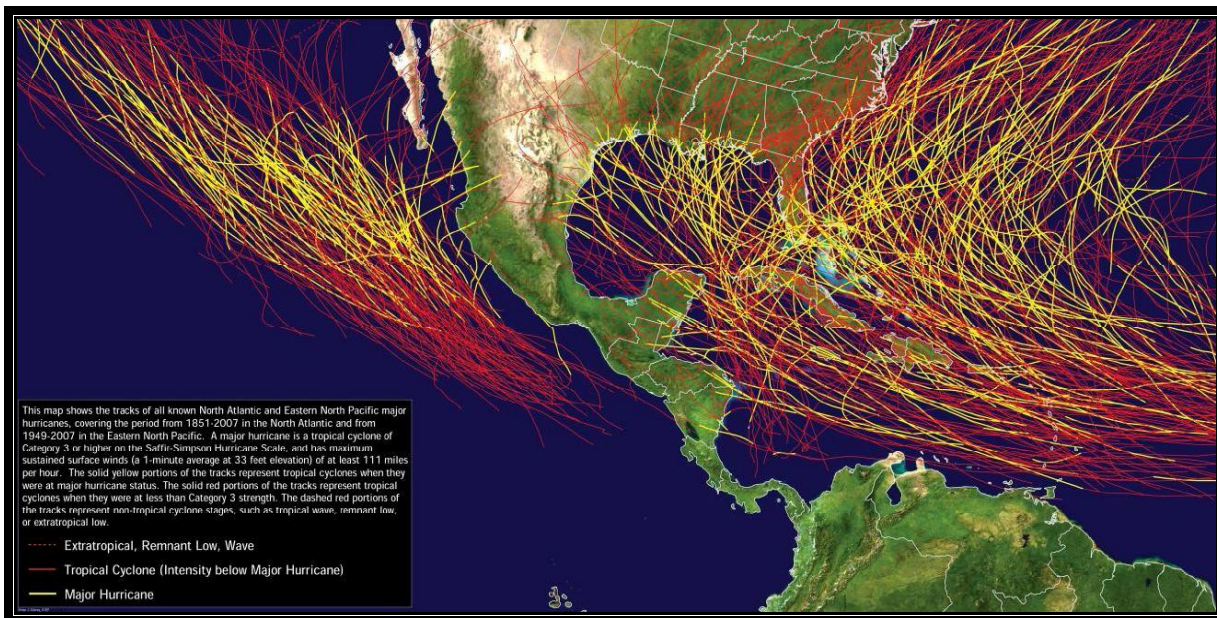 This map shows the tracks of all known North Atlantic and Eastern North Pacific major
hurricanes, covering the period from 1851-2007 in the North Atlantic and from
1949-2007 in the Eastern North Pacific. A major hurricane is a tropical cyclone of
Category 3 or higher on the Saffir-Simpson Hurricane Scale, and has maximum
sustained surface winds (a 1-minute average at 33 feet elevation) of at least 111 miles
per hour. The solid yellow portions of the tracks represent tropical cyclones when they
were at major hurricane status. The solid red portions of the tracks represent tropical
cyclones when they were at less than Category 3 strength. The dashed red portions of
the tracks represent non-tropical cyclone stages, such as tropical wave, remnant low,
or extratropical low.
Extratropical, Remnant Low, Wave
Tropical Cyclone (Intensity below Major Hurricane)
Major Hurricane